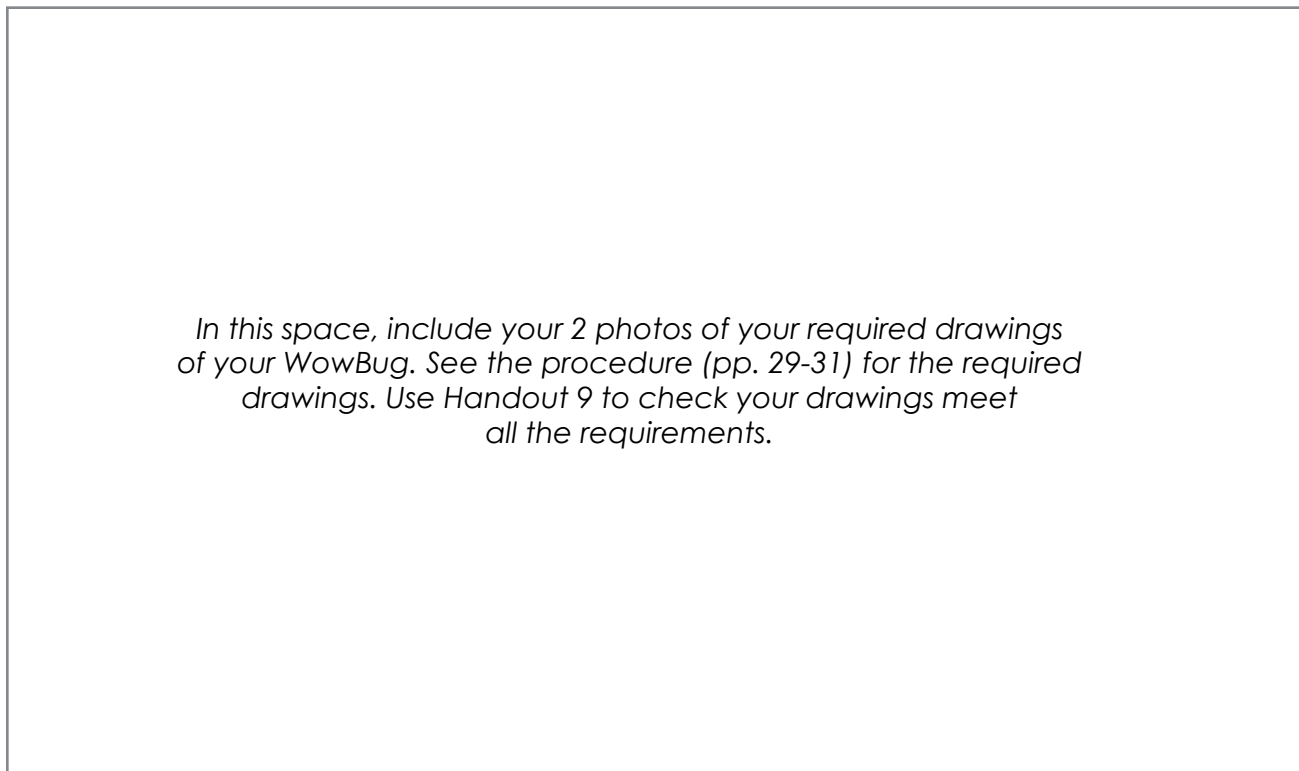 In this space, include your 2 photos of your required drawings
of your WowBug. See the procedure (pp. 29-31) for the required
drawings. Use Handout 9 to check your drawings meet
all the requirements.